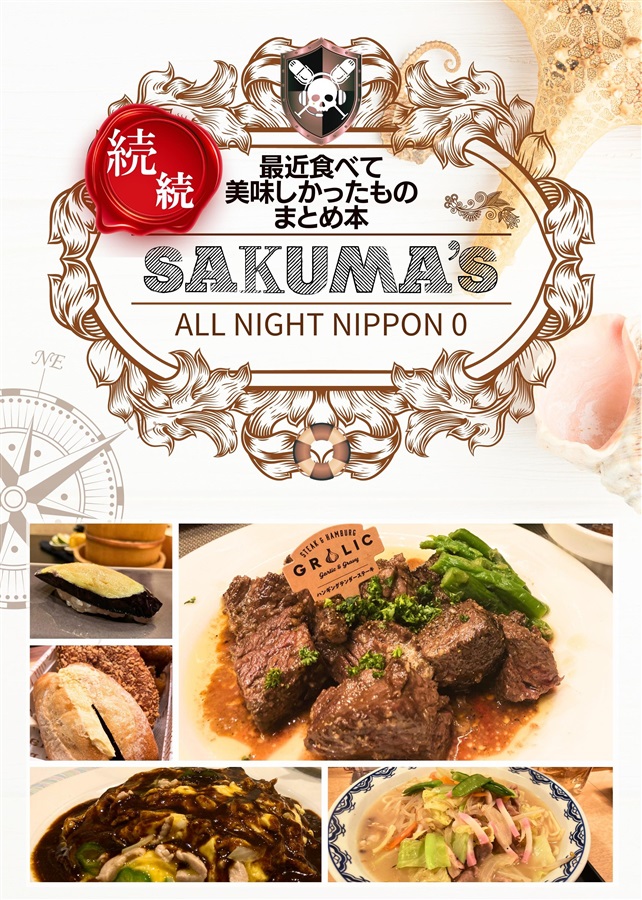 続
続
最近食べて
美味しかったもの
まとめ本
SAKUMA'S
ALL NIGHT NIPPON 0
NE
STEAK & HAMBURG
GRILIC
Garlic & Gravy
ハンギングサンダーステーキ